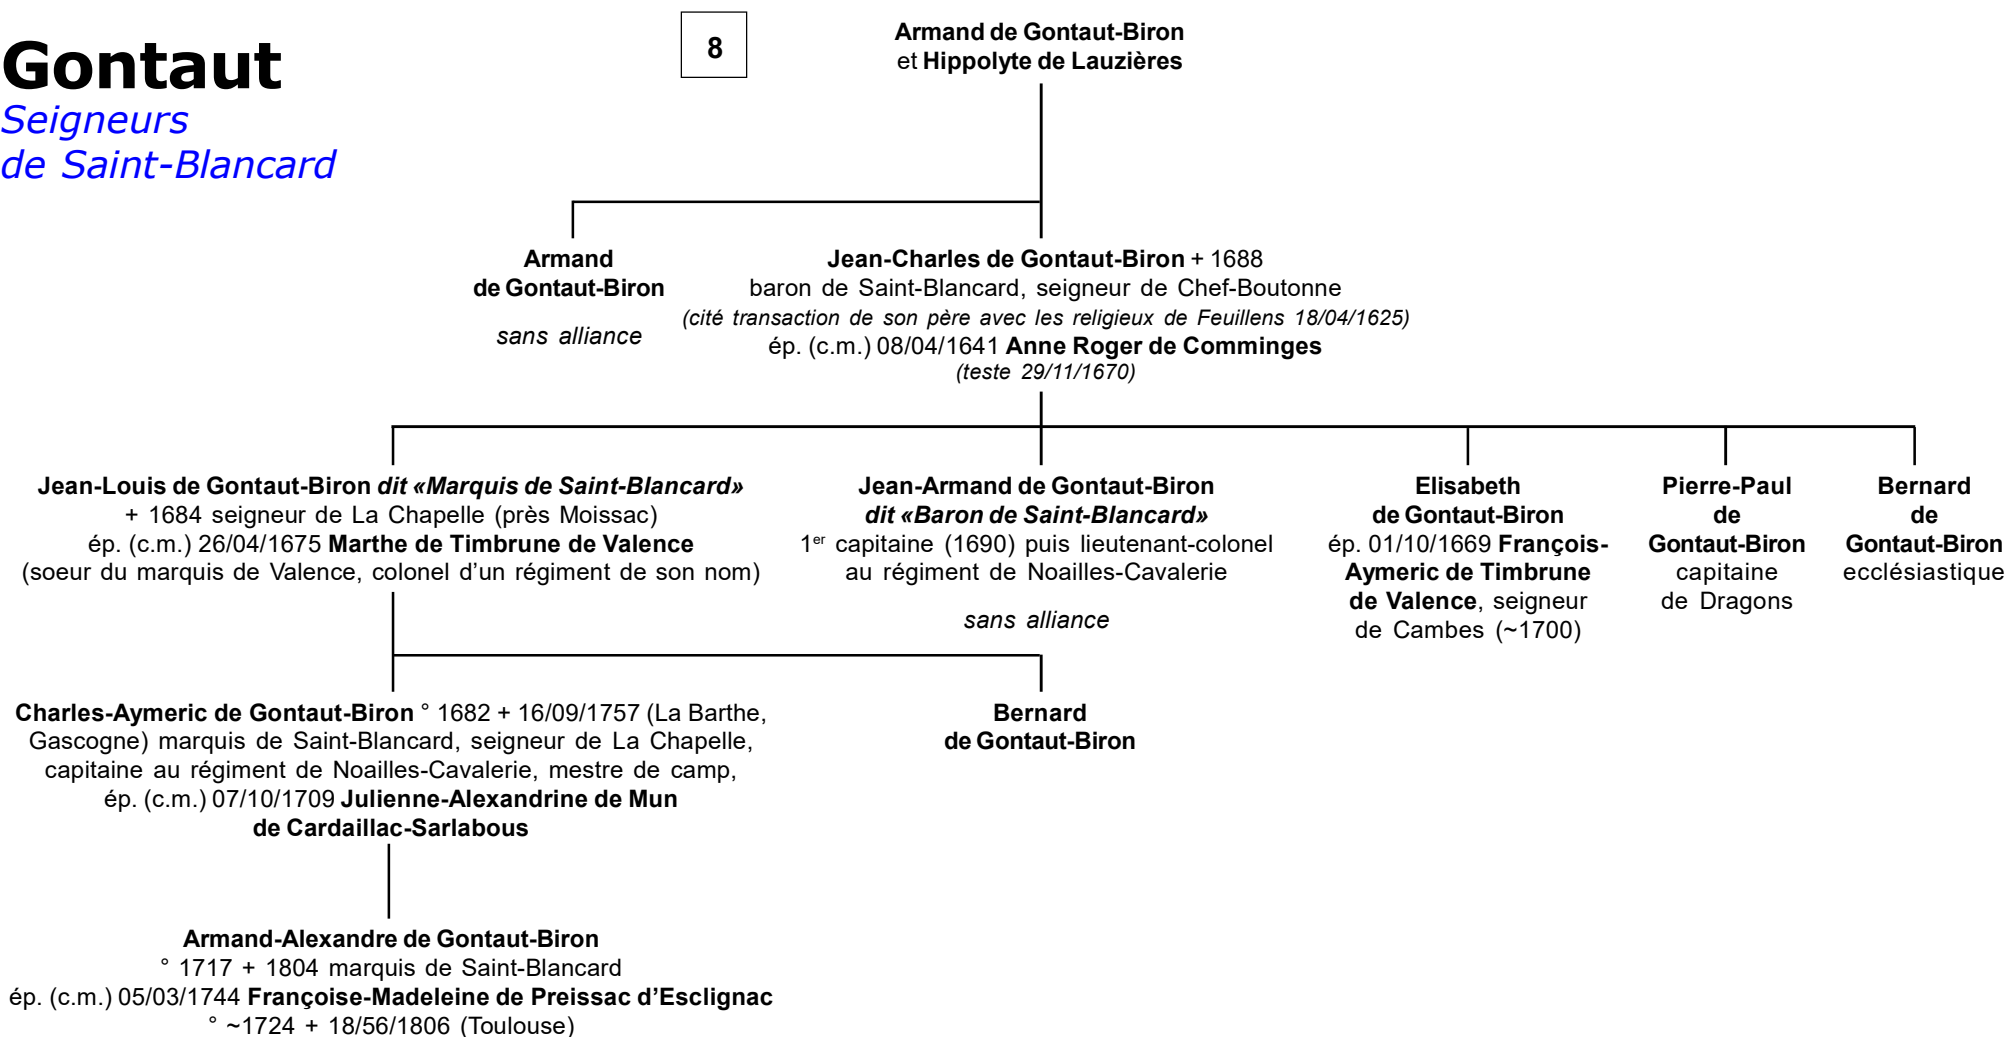 Gontaut
Seigneurs
de Saint-Blancard
8
Armand de Gontaut-Biron
et Hippolyte de Lauzières
Armand
de Gontaut-Biron
sans alliance
Jean-Charles de Gontaut-Biron + 1688
baron de Saint-Blancard, seigneur de Chef-Boutonne
(cité transaction de son père avec les religieux de Feuillens 18/04/1625)
ép. (c.m.) 08/04/1641 Anne Roger de Comminges
(teste 29/11/1670)
Jean-Louis de Gontaut-Biron dit «Marquis de Saint-Blancard»
+ 1684 seigneur de La Chapelle (près Moissac)
ép. (c.m.) 26/04/1675 Marthe de Timbrune de Valence
(soeur du marquis de Valence, colonel d'un régiment de son nom)
Jean-Armand de Gontaut-Biron
dit «Baron de Saint-Blancard»
1er capitaine (1690) puis lieutenant-colonel
au régiment de Noailles-Cavalerie
sans alliance
Elisabeth
de Gontaut-Biron
ép. 01/10/1669 François-
Aymeric de Timbrune
de Valence, seigneur
de Cambes (~1700)
Pierre-Paul
de
Gontaut-Biron
capitaine
de Dragons
Bernard
de
Gontaut-Biron
ecclésiastique
Charles-Aymeric de Gontaut-Biron ° 1682 + 16/09/1757 (La Barthe,
Gascogne) marquis de Saint-Blancard, seigneur de La Chapelle,
capitaine au régiment de Noailles-Cavalerie, mestre de camp,
ép. (c.m.) 07/10/1709 Julienne-Alexandrine de Mun
de Cardaillac-Sarlabous
Bernard
de Gontaut-Biron
Armand-Alexandre de Gontaut-Biron
° 1717 + 1804 marquis de Saint-Blancard
ép. (c.m.) 05/03/1744 Françoise-Madeleine de Preissac d'Esclignac
° ~1724 + 18/56/1806 (Toulouse)